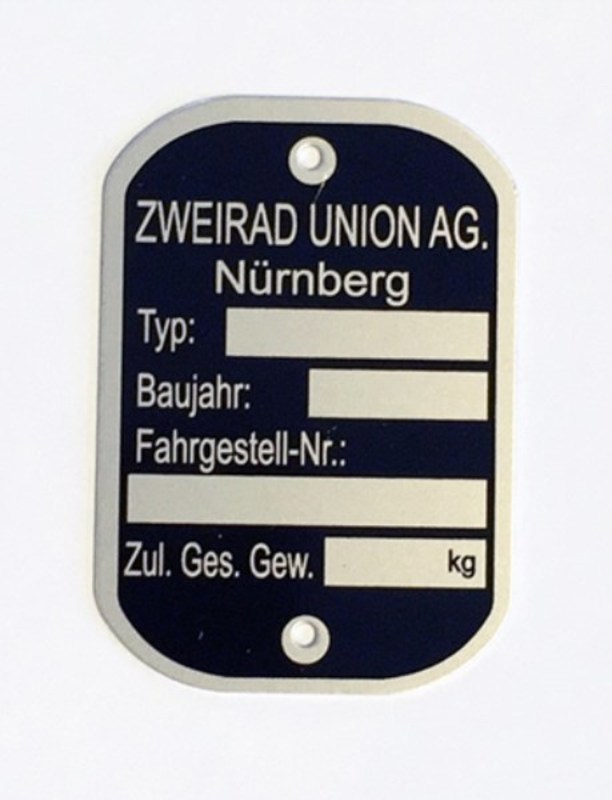 ZWEIRAD UNION AG.
Nürnberg
Typ:
Baujahr:
Fahrgestell-Nr.:
Zul. Ges. Gew. kg